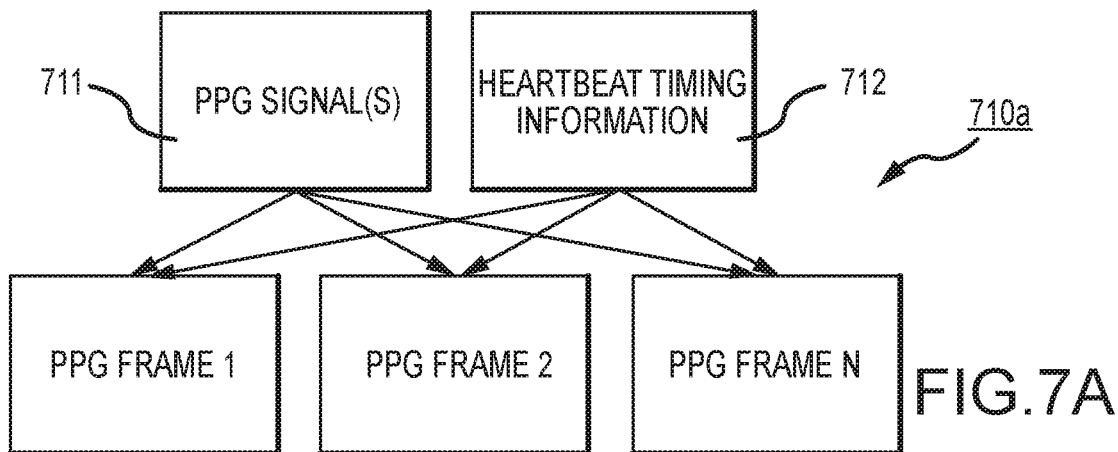 711
PPG SIGNAL(S)
HEARTBEAT TIMING
INFORMATION
712
710a
PPG FRAME 1
PPG FRAME 2
PPG FRAME N
FIG.7A